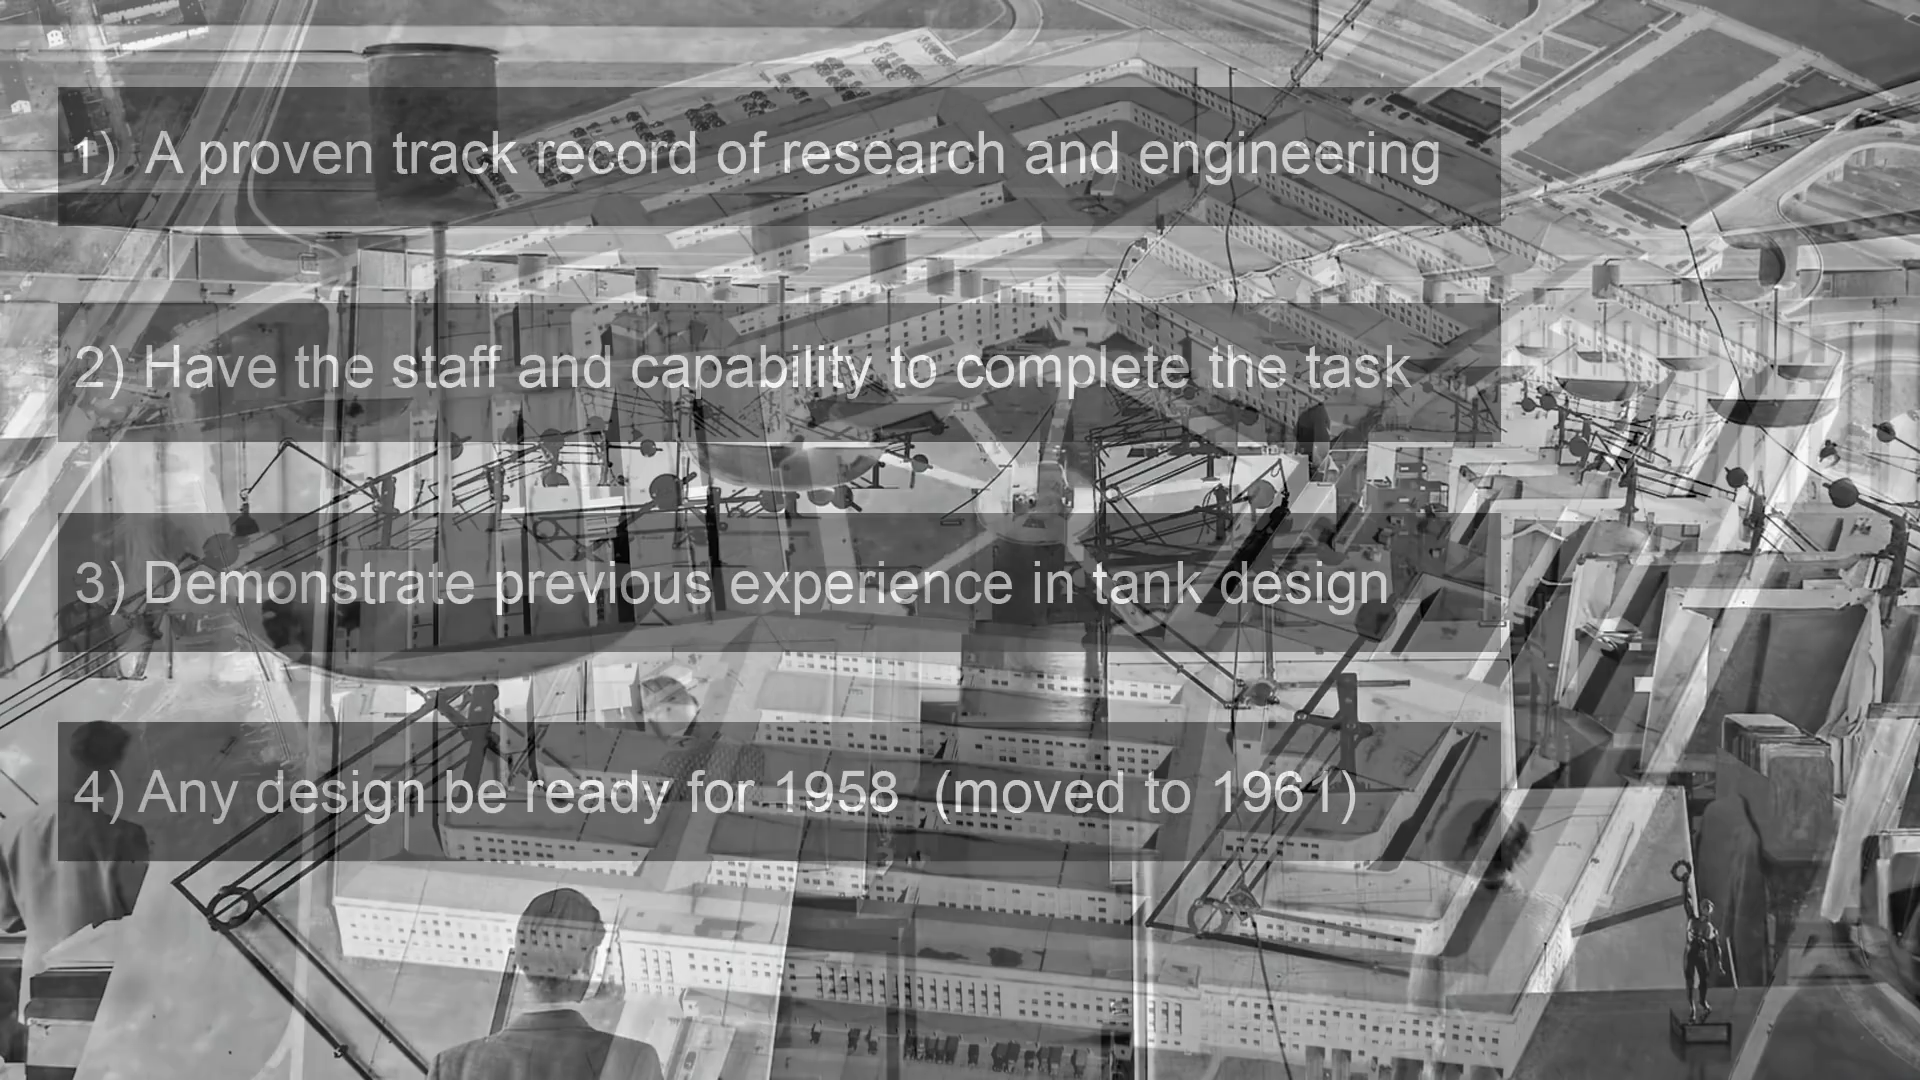 1)  A proven track record of research and engineering
2) Have the staff and capability to complete the task
3) Demonstrate previous experience in tank design
4) Any design be ready for 1958  (moved to 1961)